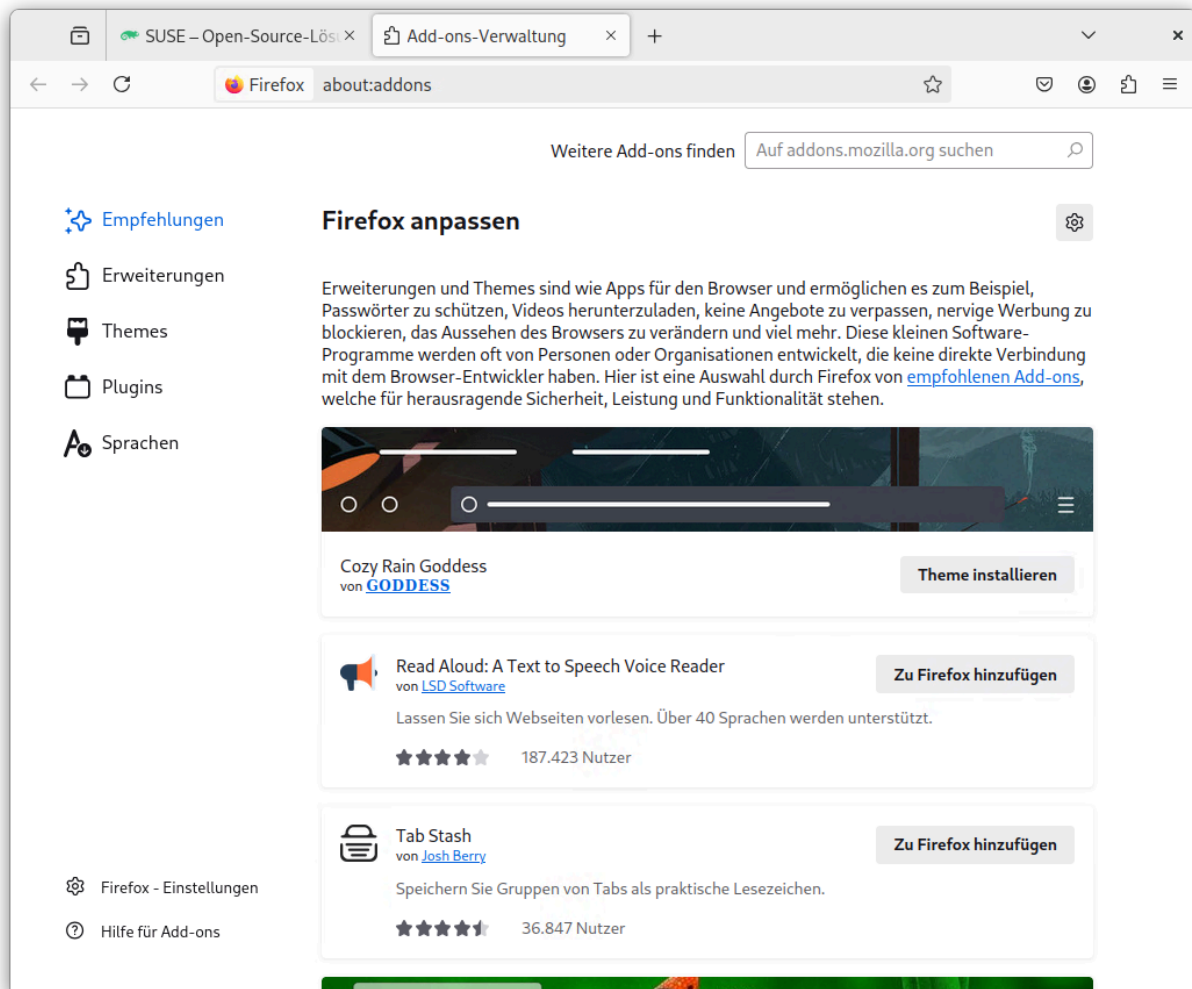 SUSE – Open-Source-Lös
Add-ons-Verwaltung
Firefox
about:addons
Weitere Add-ons finden
Auf addons.mozilla.org suchen
Empfehlungen
Erweiterungen
Themes
Plugins
Sprachen
Firefox - Einstellungen
Hilfe für Add-ons
Firefox anpassen
Erweiterungen und Themes sind wie Apps für den Browser und ermöglichen es zum Beispiel,
Passwörter zu schützen, Videos herunterzuladen, keine Angebote zu verpassen, nervige Werbung zu
blockieren, das Aussehen des Browsers zu verändern und viel mehr. Diese kleinen Software-
Programme werden oft von Personen oder Organisationen entwickelt, die keine direkte Verbindung
mit dem Browser-Entwickler haben. Hier ist eine Auswahl durch Firefox von empfohlenen Add-ons,
welche für herausragende Sicherheit, Leistung und Funktionalität stehen.
Cozy Rain Goddess
von GODDESS
Theme installieren
Read Aloud: A Text to Speech Voice Reader
von LSD Software
Zu Firefox hinzufügen
Lassen Sie sich Webseiten vorlesen. Über 40 Sprachen werden unterstützt.
187.423 Nutzer
Tab Stash
von Josh Berry
Zu Firefox hinzufügen
Speichern Sie Gruppen von Tabs als praktische Lesezeichen.
36.847 Nutzer